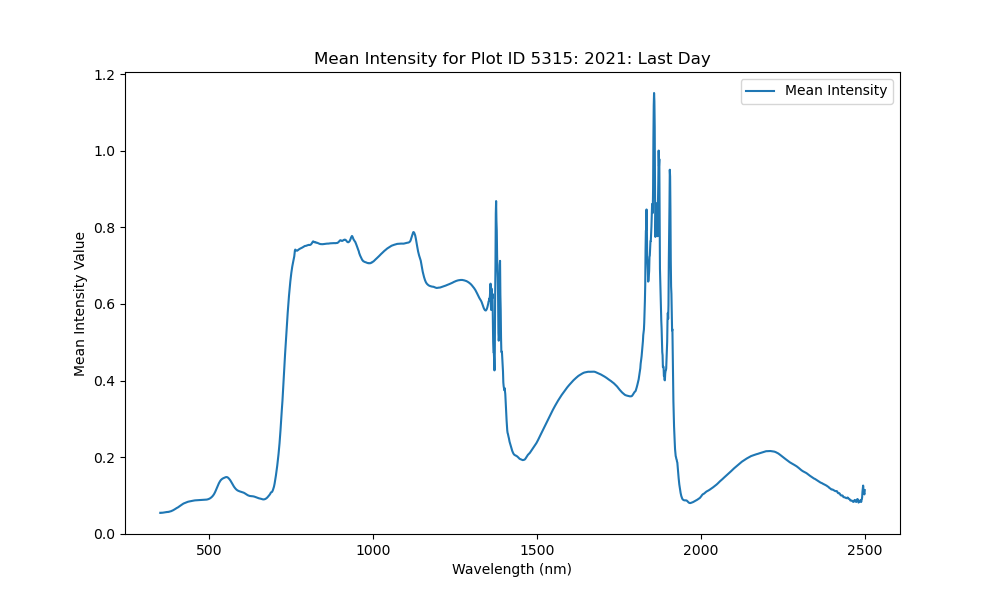 Mean Intensity for Plot ID 5315: 2021: Last Day
Mean Intensity
1.2
1.0
0.8
0.6
0.4
0.2
0.0
Mean Intensity Value
500 1000 1500 2000 2500
Wavelength (nm)